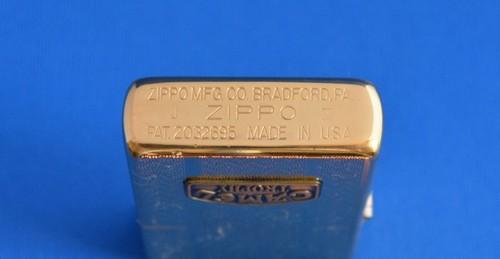 ZIPPO MFG. CO. BRADFORD, PA.
ZIPPO
PAT. 2032695 MADE IN U.S.A.